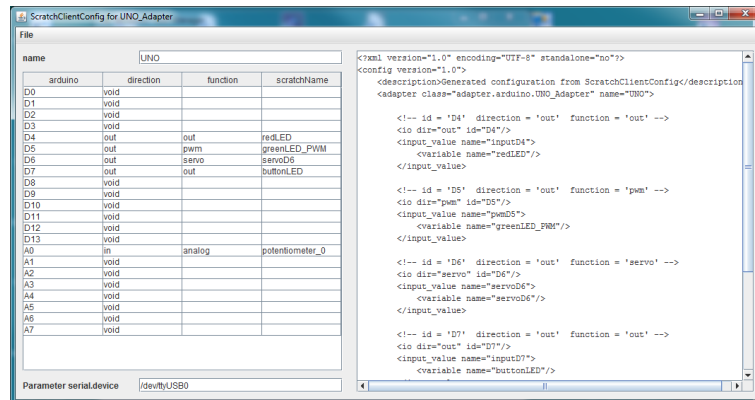 ScratchClientConfig for UNO_Adapter
File
name UNO
arduino direction function scratchName
D0 void
D1 void
D2 void
D3 void
D4 out out redLED
D5 out pwm greenLED_PWM
D6 out servo servoD6
D7 out out buttonLED
D8 void
D9 void
D10 void
D11 void
D12 void
D13 void
A0 in analog potentiometer_0
A1 void
A2 void
A3 void
A4 void
A5 void
A6 void
A7 void
Parameter serial.device /dev/ttyUSB0
<?xml version="1.0" encoding="UTF-8" standalone="no"?>
<config version="1.0">
<description>Generated configuration from ScratchClientConfig</description
<adapter class="adapter.arduino.UNO_Adapter" name="UNO">
<!-- id = 'D4' direction = 'out' function = 'out' -->
<io dir="out" id="D4"/>
<input_value name="inputD4">
<variable name="redLED"/>
</input_value>
<!-- id = 'D5' direction = 'out' function = 'pwm' -->
<io dir="pwm" id="D5"/>
<input_value name="pwmD5">
<variable name="greenLED_PWM"/>
</input_value>
<!-- id = 'D6' direction = 'out' function = 'servo' -->
<io dir="servo" id="D6"/>
<input_value name="servoD6">
<variable name="servoD6"/>
</input_value>
<!-- id = 'D7' direction = 'out' function = 'out' -->
<io dir="out" id="D7"/>
<input_value name="inputD7">
<variable name="buttonLED"/>